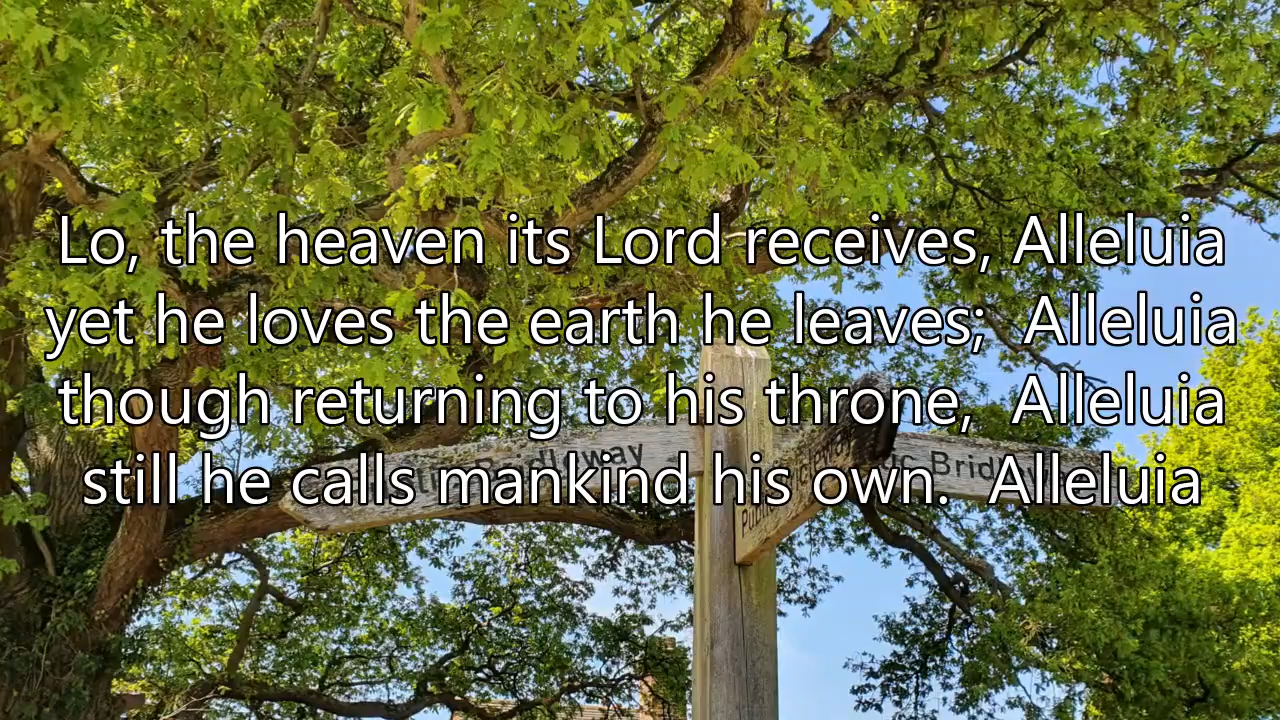 Lo, the heaven its Lord receives, Alleluia
yet he loves the earth he leaves;  Alleluia
though returning to his throne,  Alleluia
still he calls mankind his own.  Alleluia